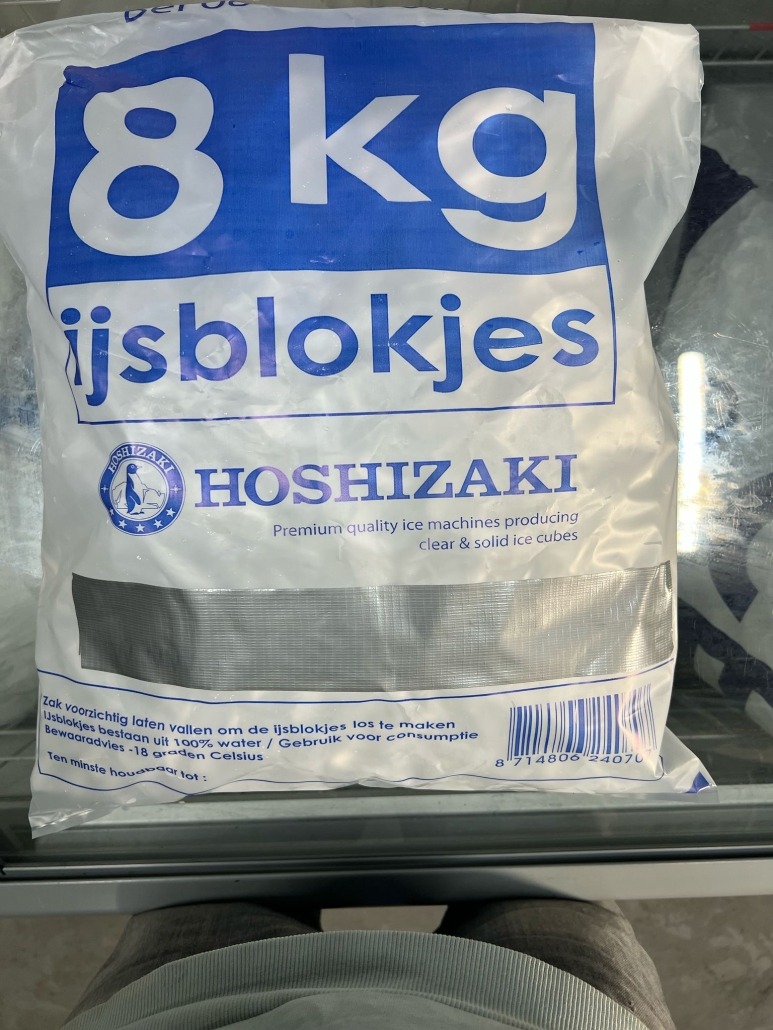 8 kg
ijsblokjes
HOSHIZAKI
HOSHIZAKI
Premium quality ice machines producing
clear & solid ice cubes
Zak voorzichtig laten vallen om de ijsblokjes los te maken
IJsblokjes bestaan uit 100% water / Gebruik voor consumptie
Bewaaradvies -18 graden Celsius
Ten minste houdbaar tot :
8 714806 24070